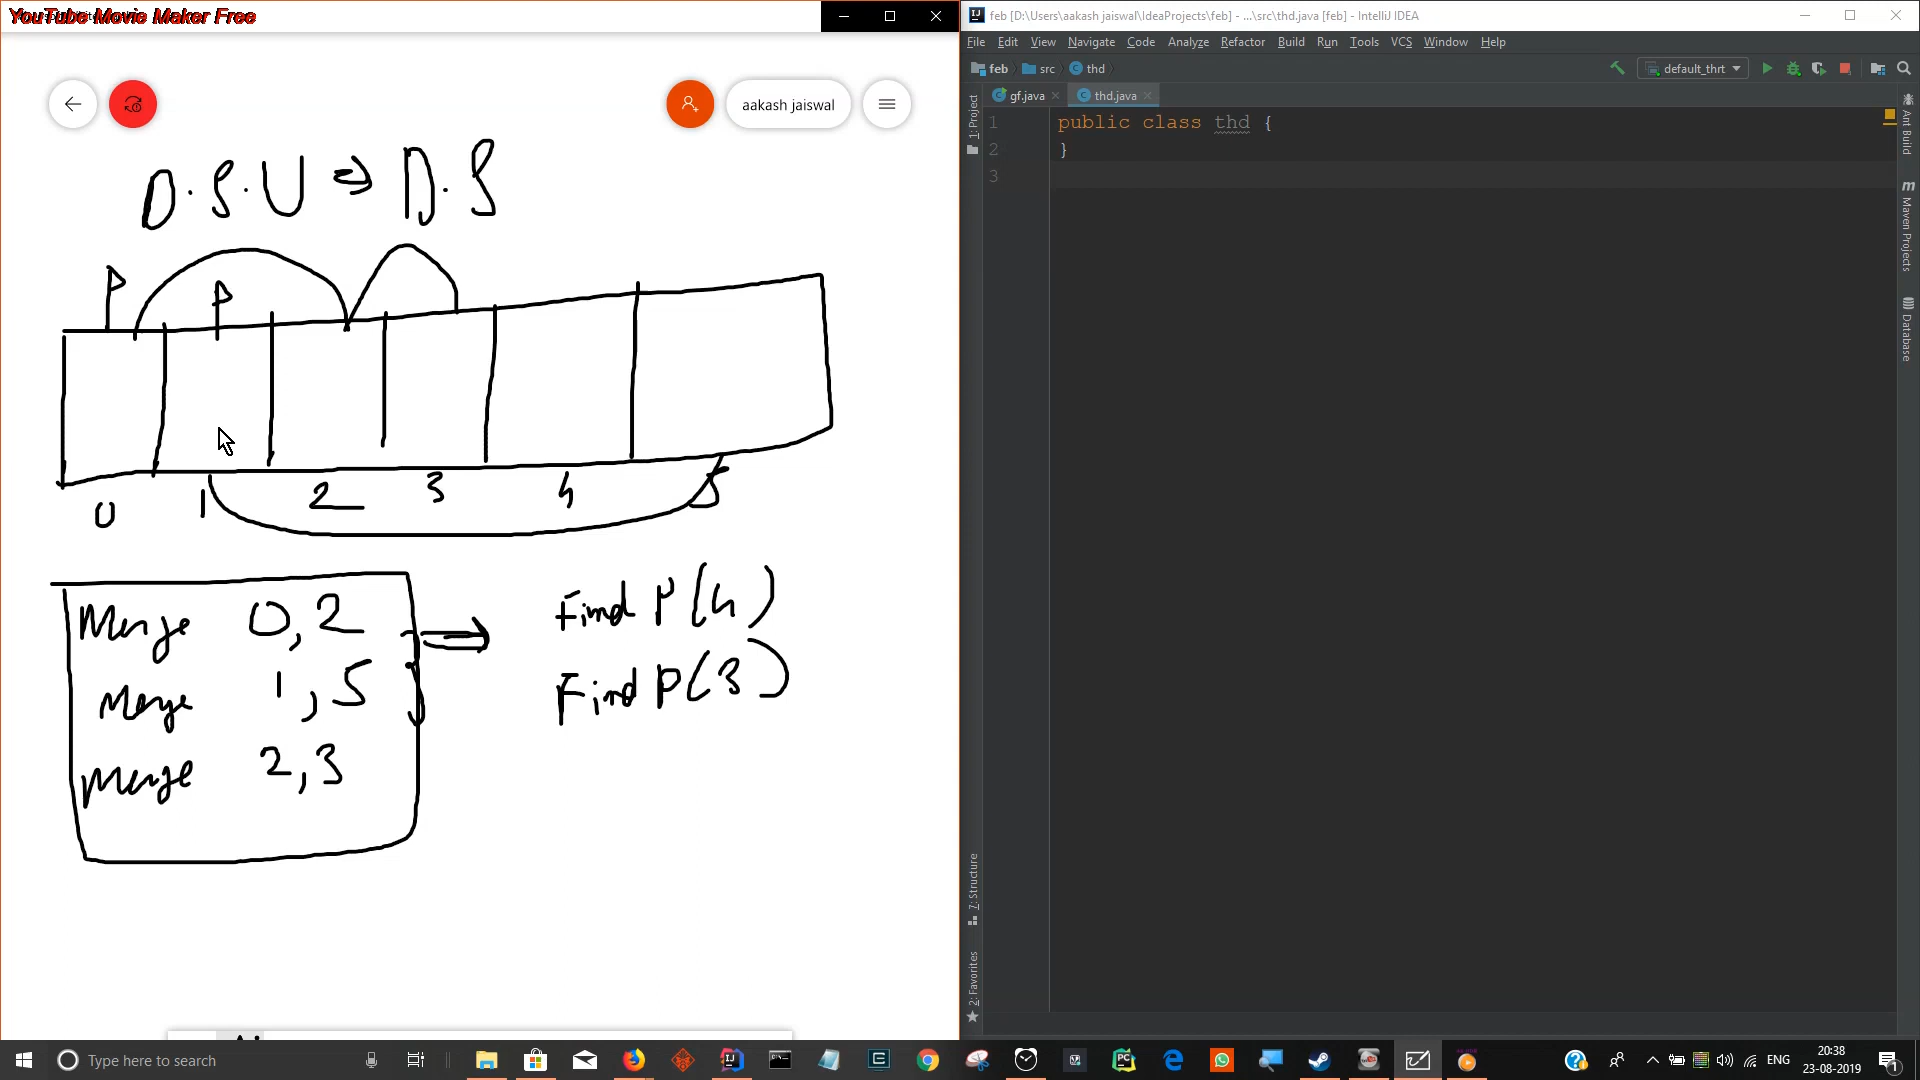 YouTube Movie Maker Free
aakash jaiswal
D.S.U ⇒ D.S
P
P
0 1 2 3 4 5
Merge 0,2
Merge 1,5
Merge 2,3
Find P(4)
Find P(3)
feb [D:\Users\aakash jaiswal\IdeaProjects\feb] - ...\src\thd.java [feb] - IntelliJ IDEA
File Edit View Navigate Code Analyze Refactor Build Run Tools VCS Window Help
feb src thd
default_thrt
gf.java thd.java
1: Project
1 public class thd {
2 }
3
Ant Build
Maven Projects
Database
7: Structure
2: Favorites
Type here to search
ENG
20:38
23-08-2019
1